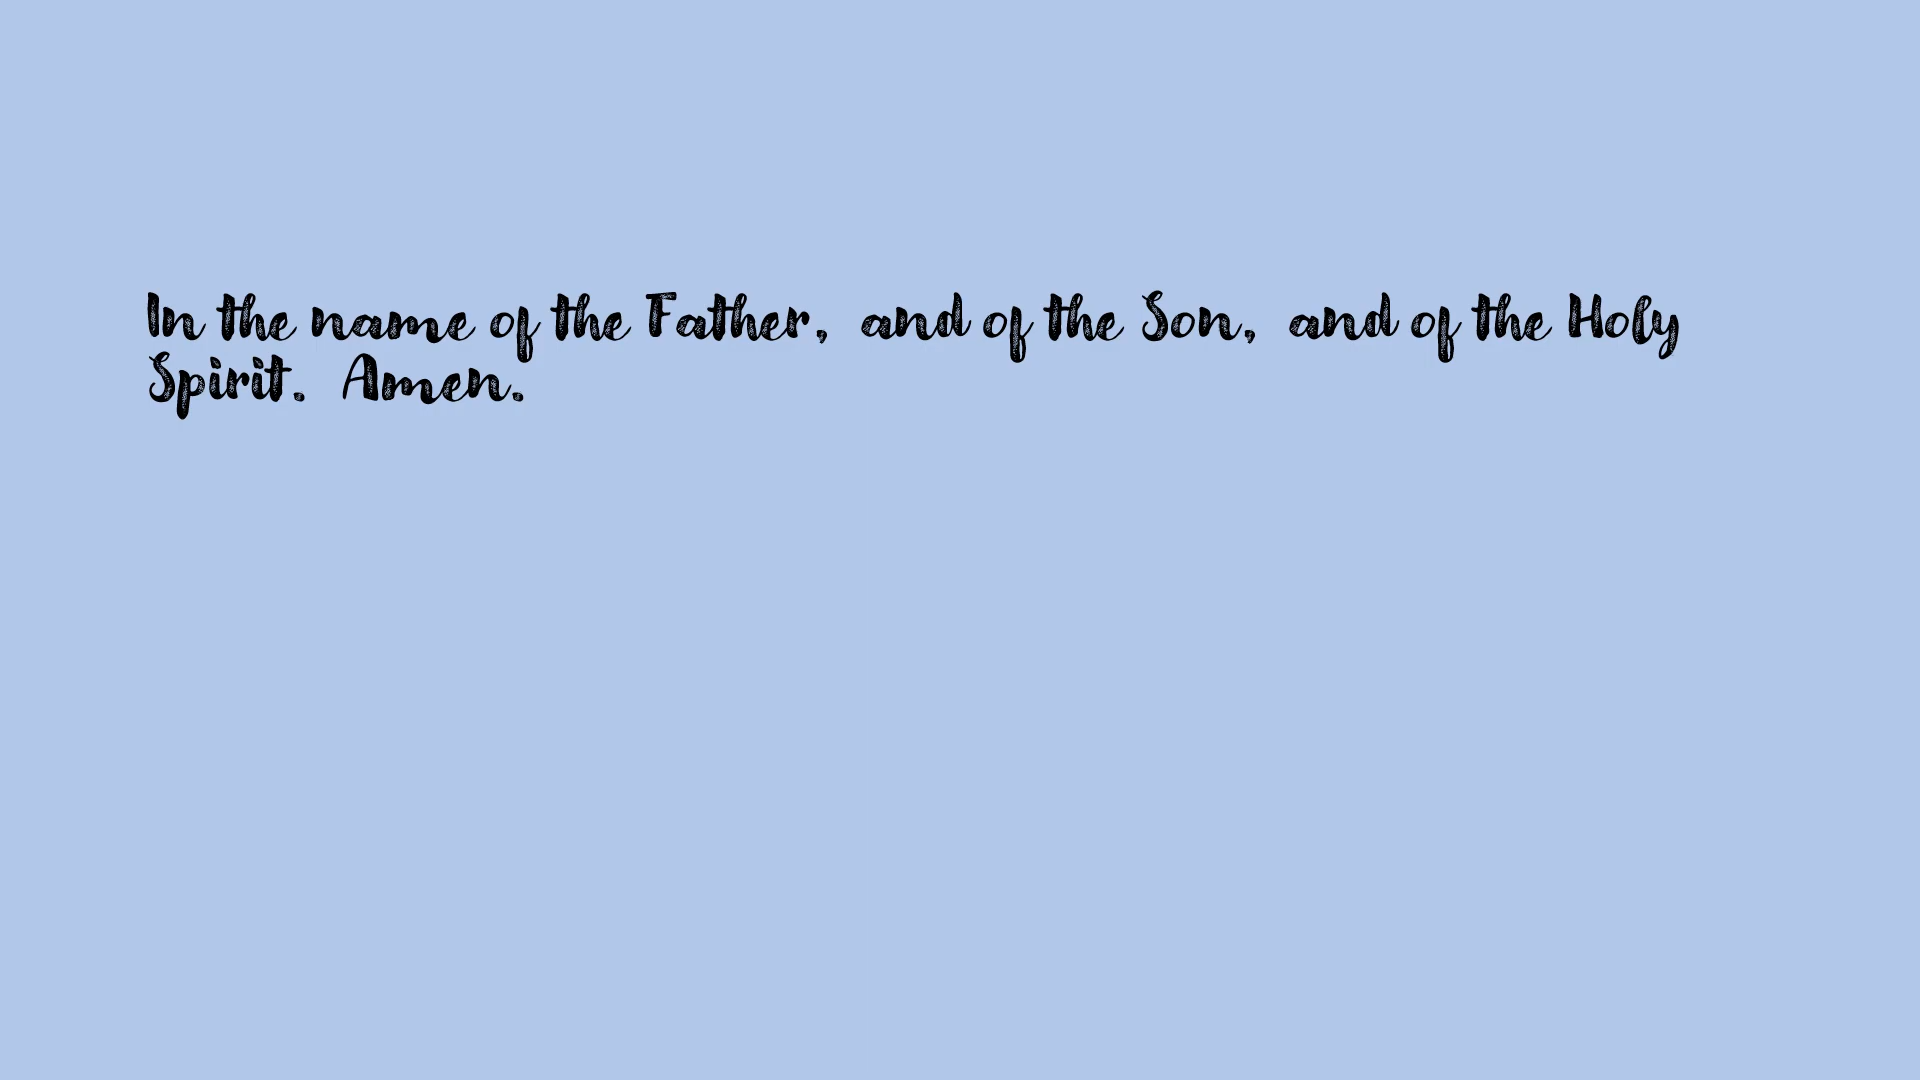 In the name of the Father, and of the Son, and of the Holy
Spirit. Amen.